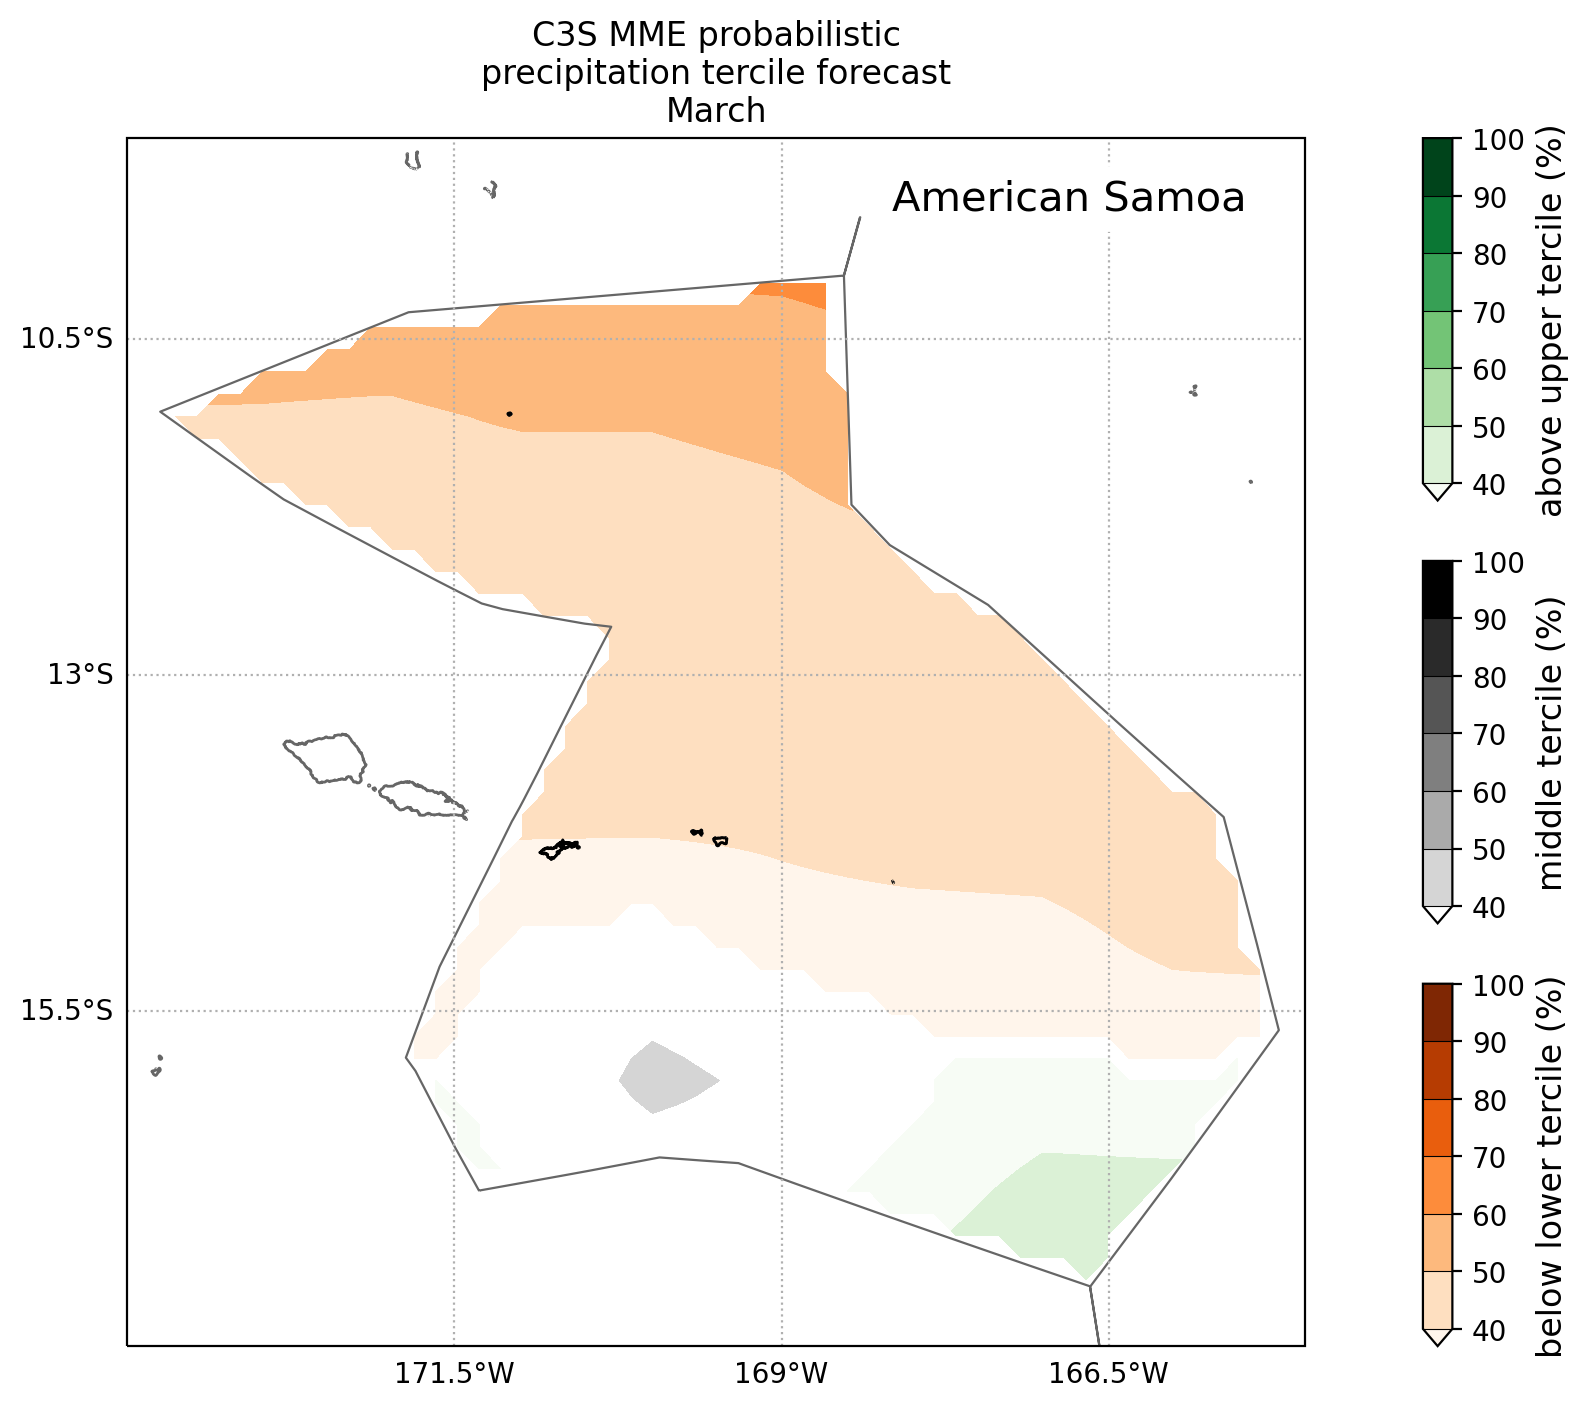 C3S MME probabilistic
precipitation tercile forecast
March
American Samoa
10.5°S
13°S
15.5°S
171.5°W
169°W
166.5°W
100
90
80
70
60
50
40
above upper tercile (%)
100
90
80
70
60
50
40
middle tercile (%)
100
90
80
70
60
50
40
below lower tercile (%)